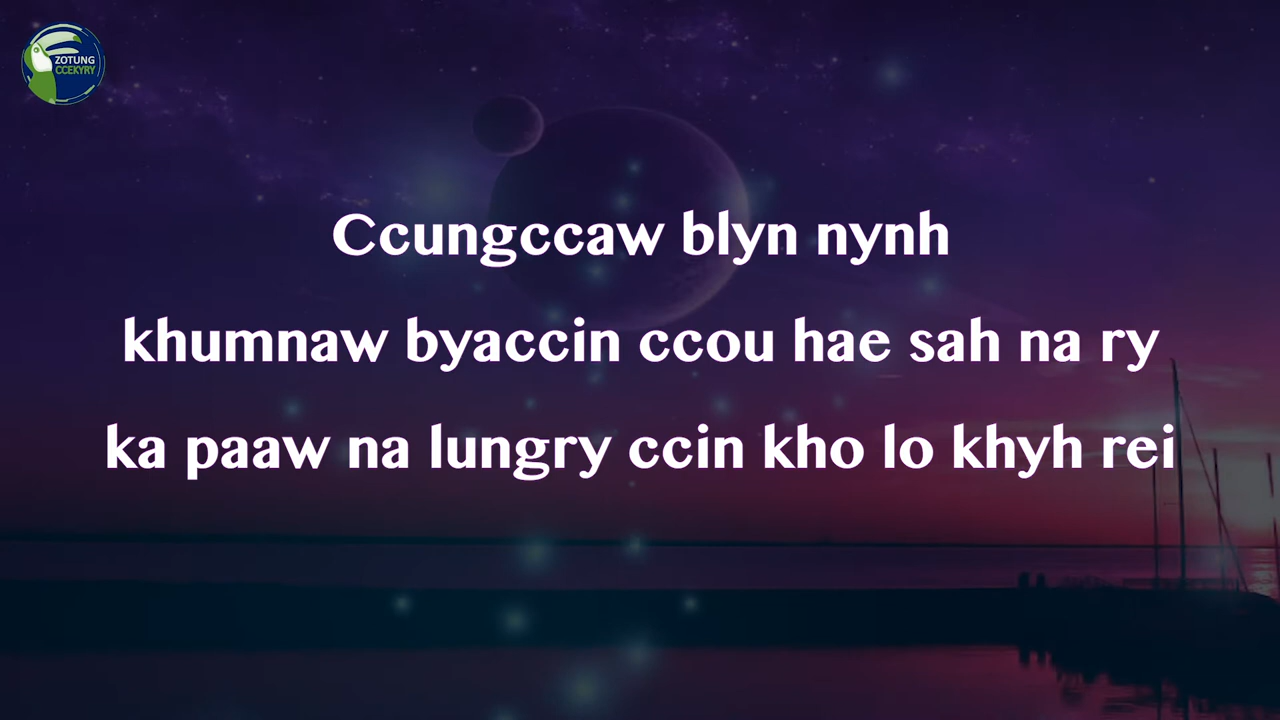 ZOTUNG
CCEKYRY
Ccungccaw blyn nynh
khumnaw byaccin ccou hae sah na ry
ka paaw na lungry ccin kho lo khyh rei